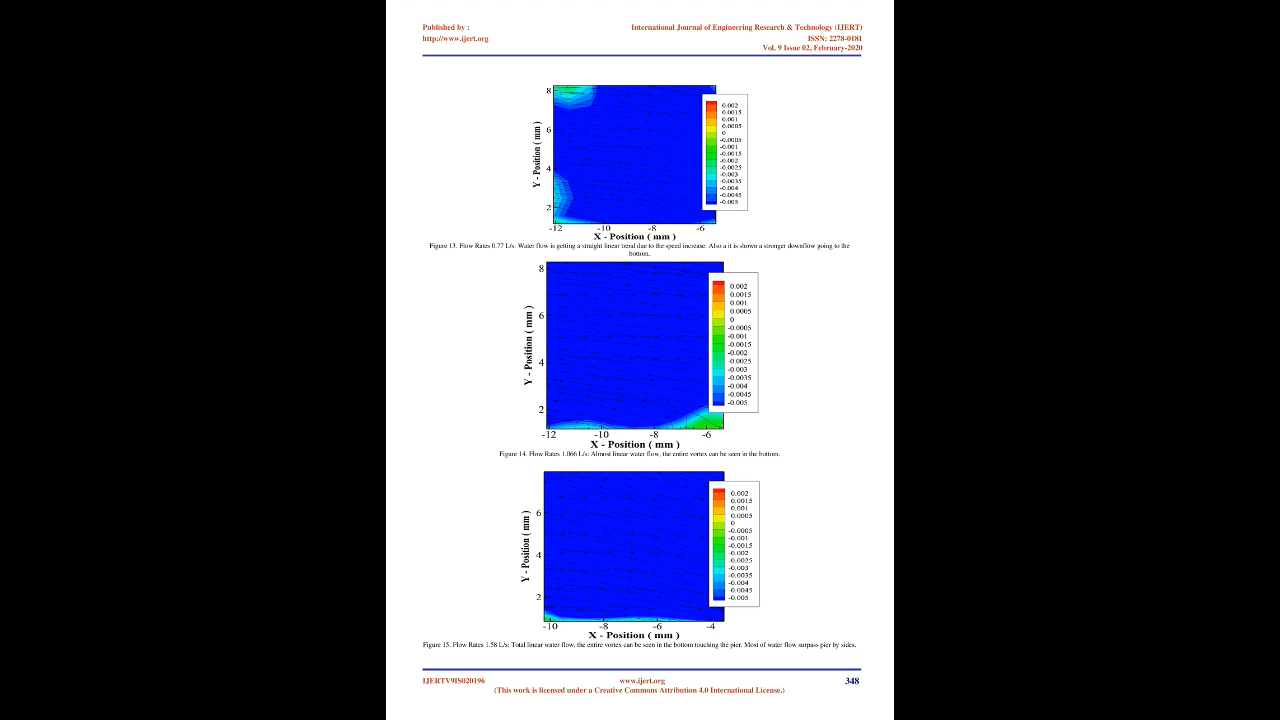 Published by :
International Journal of Engineering Research & Technology (IJERT)
http://www.ijert.org
ISSN: 2278-0181
Vol. 9 Issue 02, February-2020
Y - Position ( mm )
8
6
4
2
-12 -10 -8 -6
X - Position ( mm )
0.002
0.0015
0.001
0.0005
0
-0.0005
-0.001
-0.0015
-0.002
-0.0025
-0.003
-0.0035
-0.004
-0.0045
-0.005
Figure 13. Flow Rates 0.77 L/s: Water flow is getting a straight linear trend due to the speed increase. Also a it is shown a stronger downflow going to the
bottom.
Y - Position ( mm )
8
6
4
2
-12 -10 -8 -6
X - Position ( mm )
0.002
0.0015
0.001
0.0005
0
-0.0005
-0.001
-0.0015
-0.002
-0.0025
-0.003
-0.0035
-0.004
-0.0045
-0.005
Figure 14. Flow Rates 1.066 L/s: Almost linear water flow, the entire vortex can be seen in the bottom.
Y - Position ( mm )
6
4
2
-10 -8 -6 -4
X - Position ( mm )
0.002
0.0015
0.001
0.0005
0
-0.0005
-0.001
-0.0015
-0.002
-0.0025
-0.003
-0.0035
-0.004
-0.0045
-0.005
Figure 15. Flow Rates 1.58 L/s: Total linear water flow, the entire vortex can be seen in the bottom touching the pier. Most of water flow surpass pier by sides.
IJERTV9IS020196
www.ijert.org
348
(This work is licensed under a Creative Commons Attribution 4.0 International License.)